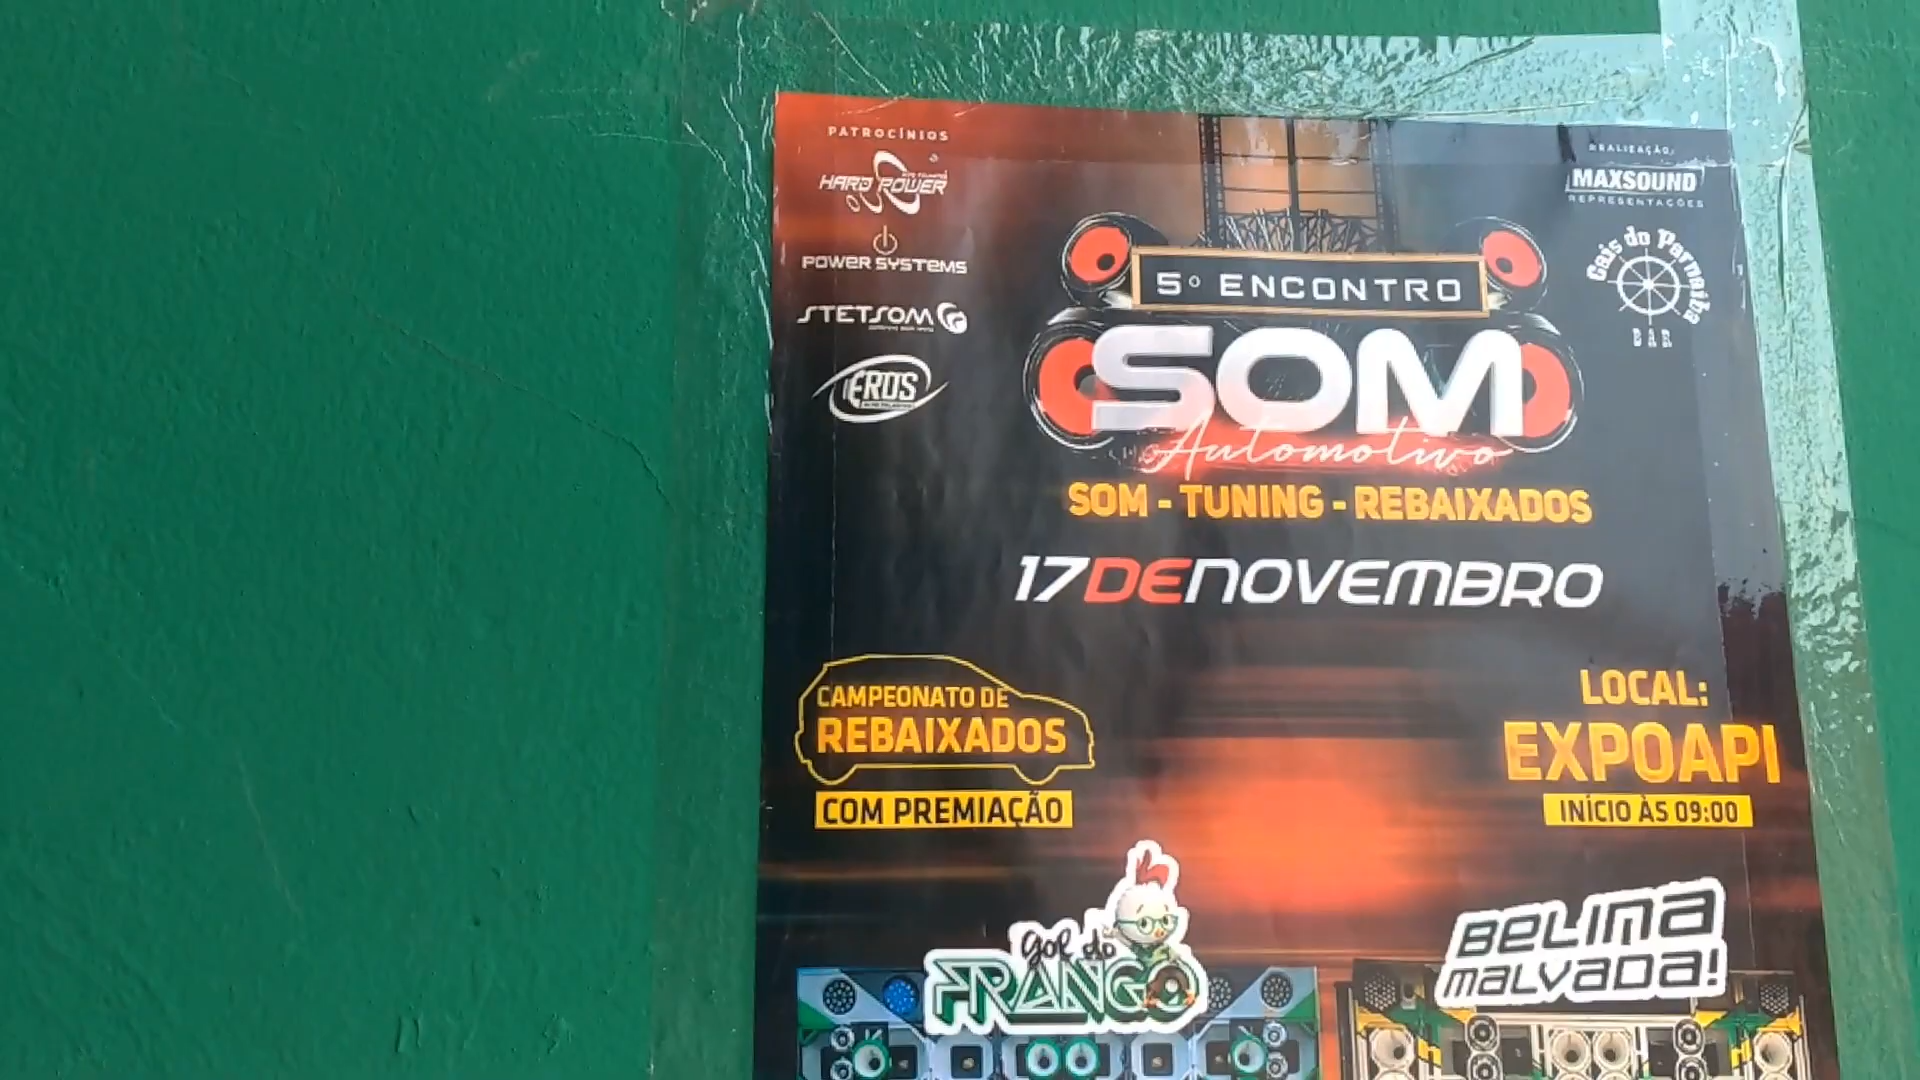 PATROCÍNIOS
HARD POWER
POWER SYSTEMS
STETSOM
EROS
REALIZAÇÃO:
MAXSOUND
REPRESENTAÇÕES
Cais do Parnaíba
BAR
5º ENCONTRO
SOM
Automotivo
SOM - TUNING - REBAIXADOS
17DENOVEMBRO
CAMPEONATO DE
REBAIXADOS
COM PREMIAÇÃO
LOCAL:
EXPOAPI
INÍCIO ÀS 09:00
Gol do
FRANGO
BELINA
MALVADA!